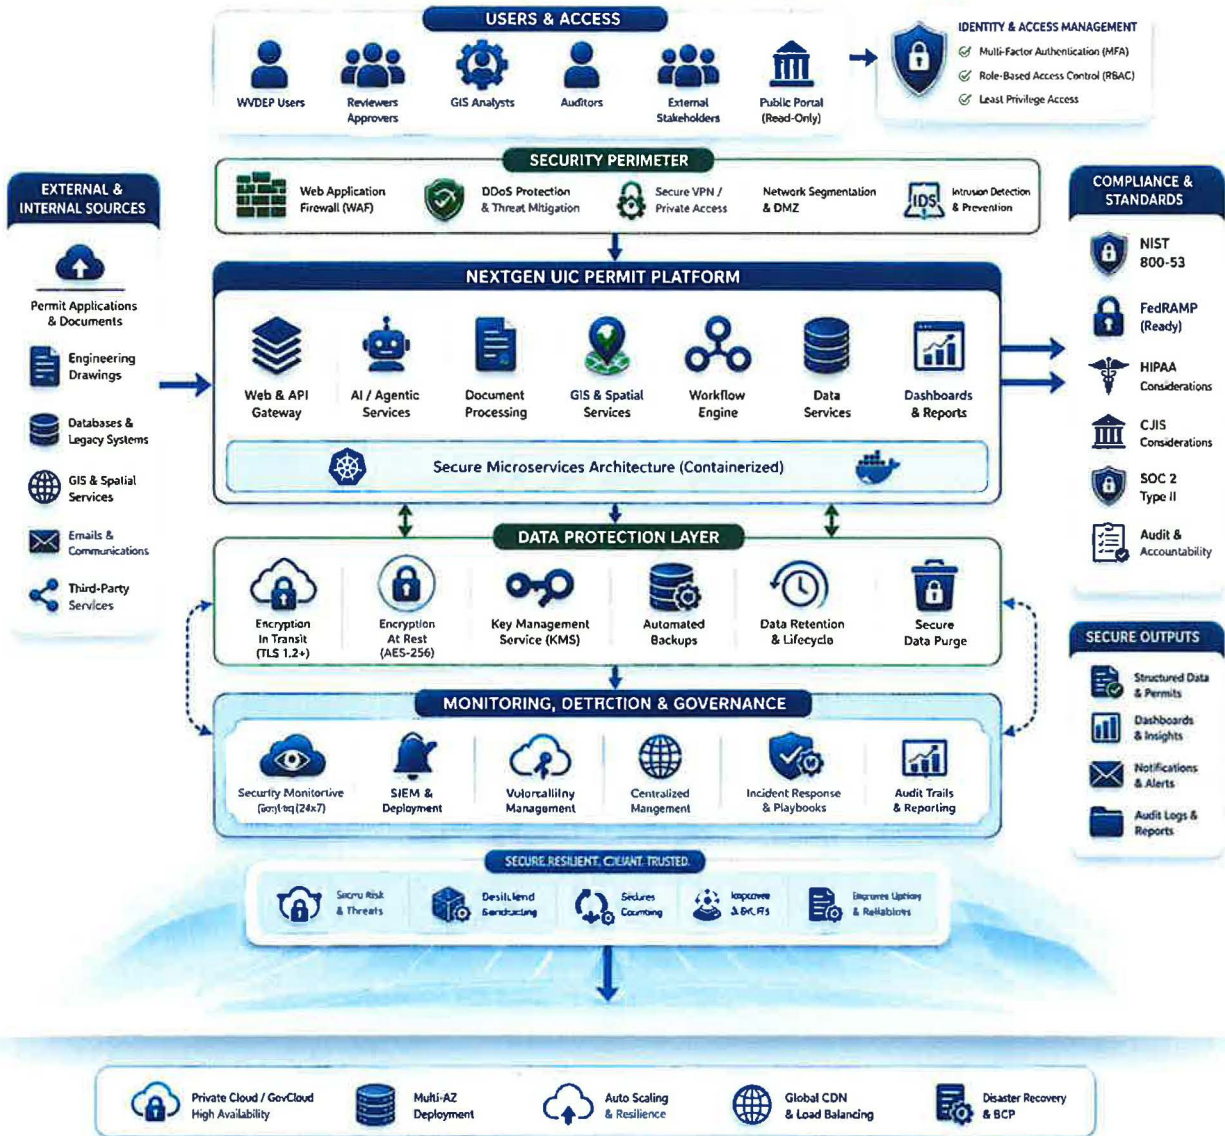 USERS & ACCESS
WVDEP Users
Reviewers
Approvers
GIS Analysts
Auditors
External
Stakeholders
Public Portal
(Read-Only)
IDENTITY & ACCESS MANAGEMENT
Multi-Factor Authentication (MFA)
Role-Based Access Control (RBAC)
Least Privilege Access
SECURITY PERIMETER
Web Application
Firewall (WAF)
DDoS Protection
& Threat Mitigation
Secure VPN /
Private Access
Network Segmentation
& DMZ
IDS
Intrusion Detection
& Prevention
EXTERNAL &
INTERNAL SOURCES
Permit Applications
& Documents
Engineering
Drawings
Databases &
Legacy Systems
GIS & Spatial
Services
Emails &
Communications
Third-Party
Services
NEXTGEN UIC PERMIT PLATFORM
Web & API
Gateway
AI / Agentic
Services
Document
Processing
GIS & Spatial
Services
Workflow
Engine
Data
Services
Dashboards
& Reports
Secure Microservices Architecture (Containerized)
COMPLIANCE &
STANDARDS
NIST
800-53
FedRAMP
(Ready)
HIPAA
Considerations
CJIS
Considerations
SOC 2
Type II
Audit &
Accountability
DATA PROTECTION LAYER
Encryption
In Transit
(TLS 1.2+)
Encryption
At Rest
(AES-256)
Key Management
Service (KMS)
Automated
Backups
Data Retention
& Lifecycle
Secure
Data Purge
SECURE OUTPUTS
Structured Data
& Permits
Dashboards
& Insights
Notifications
& Alerts
Audit Logs &
Reports
MONITORING, & GOVERNANCE
Security
(24x7)
SIEM &
Deployment
Management
Centralized
Mangement
Incident Response
& Playbooks
Audit Trails
& Reporting
SECURE. RESILIENT. TRUSTED.
Risk
& Threats
Private Cloud / GovCloud
High Availability
Multi-AZ
Deployment
Auto Scaling
& Resilience
Global CDN
& Load Balancing
Disaster Recovery
& BCP